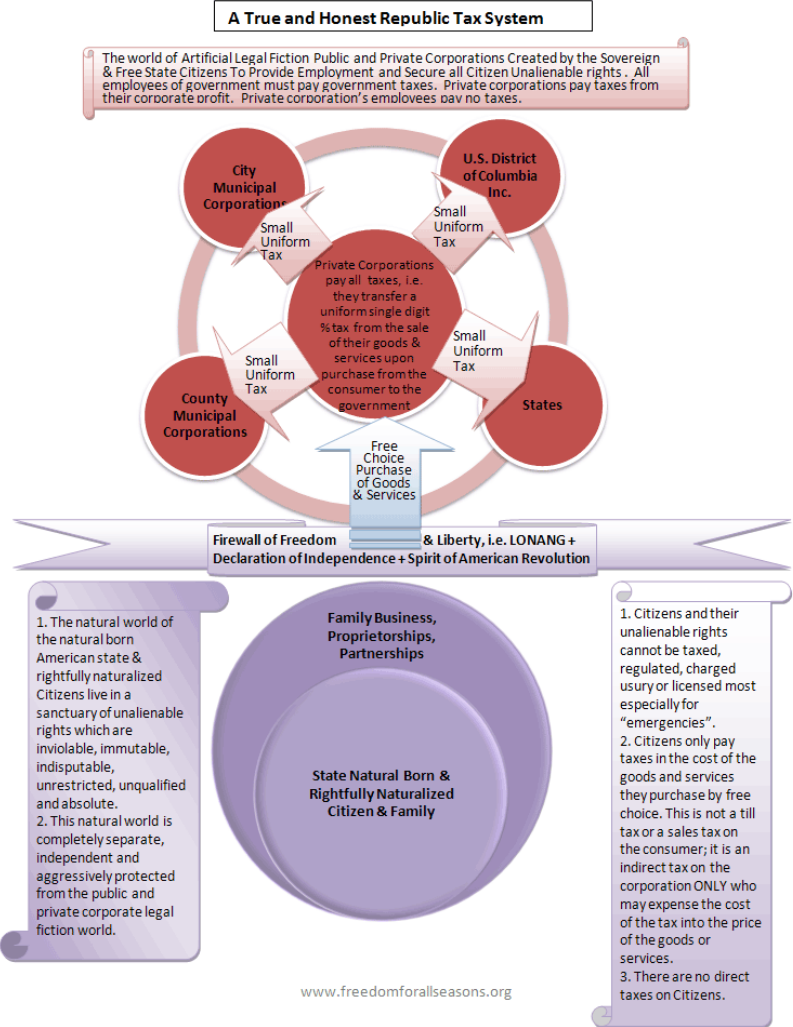 A True and Honest Republic Tax System
The world of Artificial Legal Fiction Public and Private Corporations Created by the Sovereign
& Free State Citizens To Provide Employment and Secure all Citizen Unalienable rights . All
employees of government must pay government taxes. Private corporations pay taxes from
their corporate profit. Private corporation's employees pay no taxes.
City
Municipal
Corporations
U.S. District
of Columbia
Inc.
Small
Uniform
Tax
Small
Uniform
Tax
Private Corporations
pay all taxes, i.e.
they transfer a
uniform single digit
% tax from the sale
of their goods &
services upon
purchase from the
consumer to the
government
Small
Uniform
Tax
Small
Uniform
Tax
County
Municipal
Corporations
States
Free
Choice
Purchase
of Goods
& Services
Firewall of Freedom & Liberty, i.e. LONANG +
Declaration of Independence + Spirit of American Revolution
1. The natural world of
the natural born
American state &
rightfully naturalized
Citizens live in a
sanctuary of unalienable
rights which are
inviolable, immutable,
indisputable,
unrestricted, unqualified
and absolute.
2. This natural world is
completely separate,
independent and
aggressively protected
from the public and
private corporate legal
fiction world.
Family Business,
Proprietorships,
Partnerships
State Natural Born &
Rightfully Naturalized
Citizen & Family
1. Citizens and their
unalienable rights
cannot be taxed,
regulated, charged
usury or licensed most
especially for
“emergencies”.
2. Citizens only pay
taxes in the cost of the
goods and services
they purchase by free
choice. This is not a till
tax or a sales tax on
the consumer; it is an
indirect tax on the
corporation ONLY who
may expense the cost
of the tax into the price
of the goods or
services.
3. There are no direct
taxes on Citizens.
www.freedomforallseasons.org